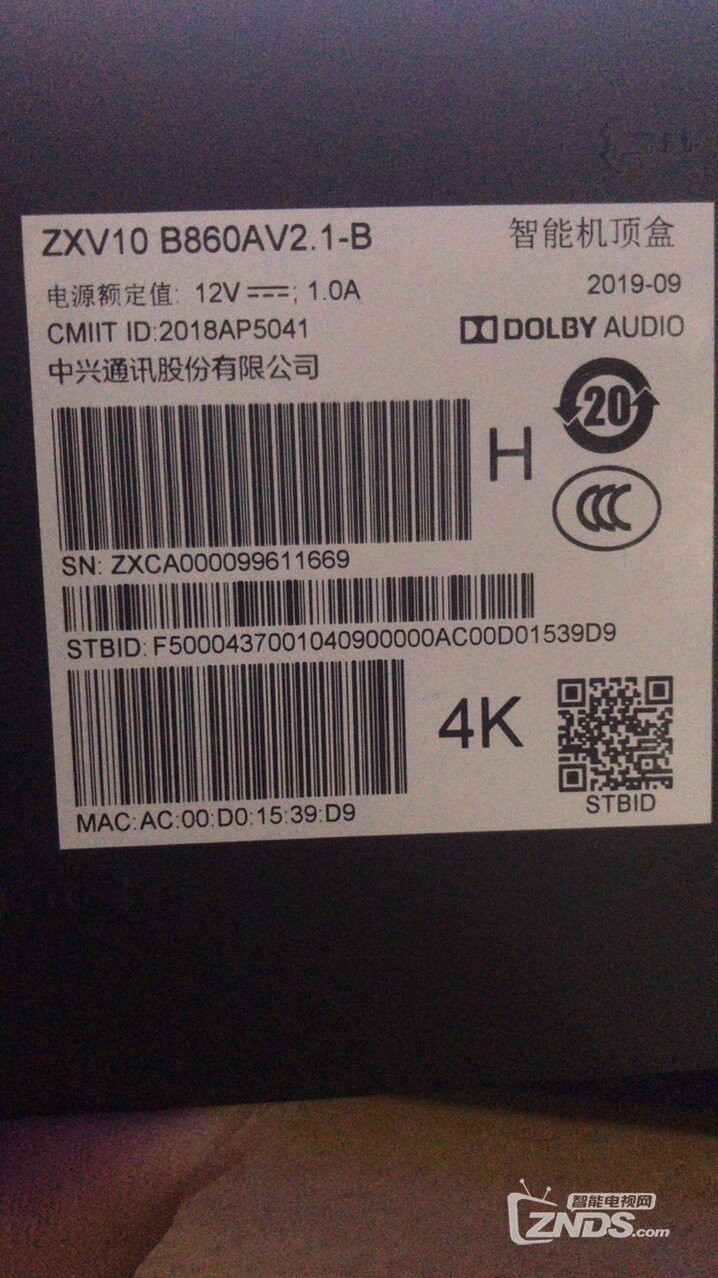 ZXV10 B860AV2.1-B 智能机顶盒
电源额定值: 12V ⎓; 1.0A 2019-09
CMIIT ID:2018AP5041 DOLBY AUDIO
中兴通讯股份有限公司
20
H
CCC
SN: ZXCA000099611669
STBID: F5000437001040900000AC00D01539D9
4K
STBID
MAC:AC:00:D0:15:39:D9
智能电视网
ZNDS.com